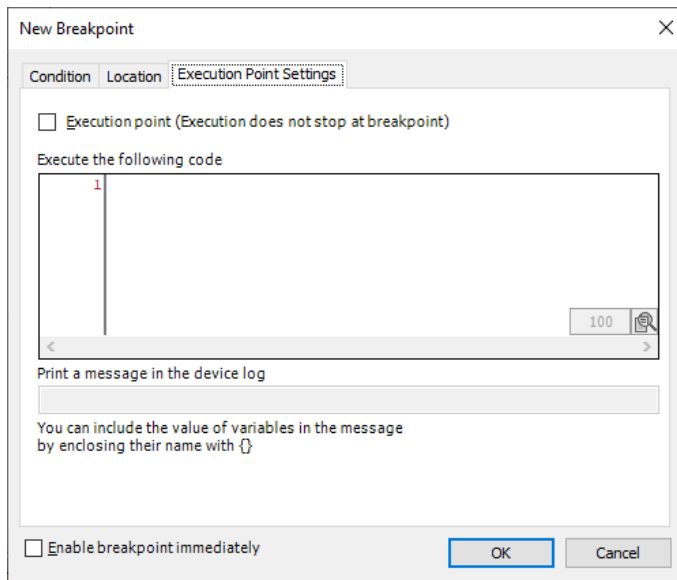 New Breakpoint
Condition Location Execution Point Settings
Execution point (Execution does not stop at breakpoint)
Execute the following code
1
100
Print a message in the device log
You can include the value of variables in the message
by enclosing their name with {}
Enable breakpoint immediately
OK Cancel